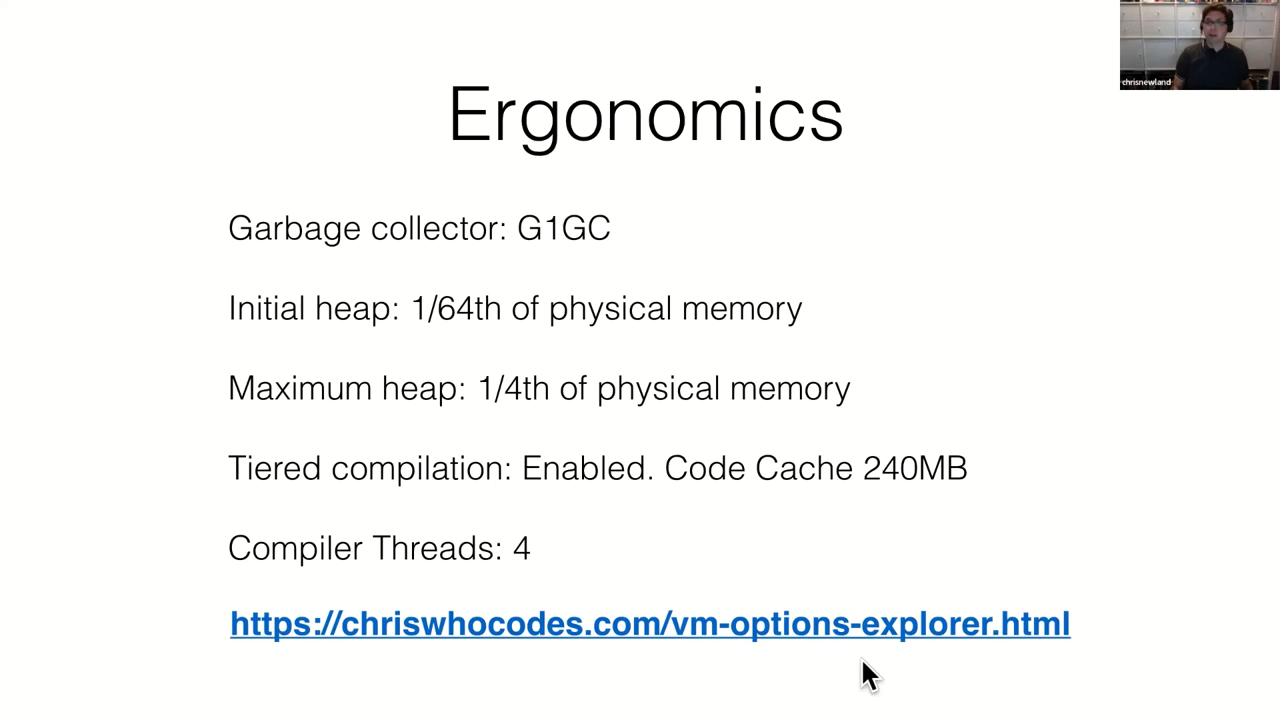 chrisnewland
Ergonomics
Garbage collector: G1GC
Initial heap: 1/64th of physical memory
Maximum heap: 1/4th of physical memory
Tiered compilation: Enabled. Code Cache 240MB
Compiler Threads: 4
https://chriswhocodes.com/vm-options-explorer.html